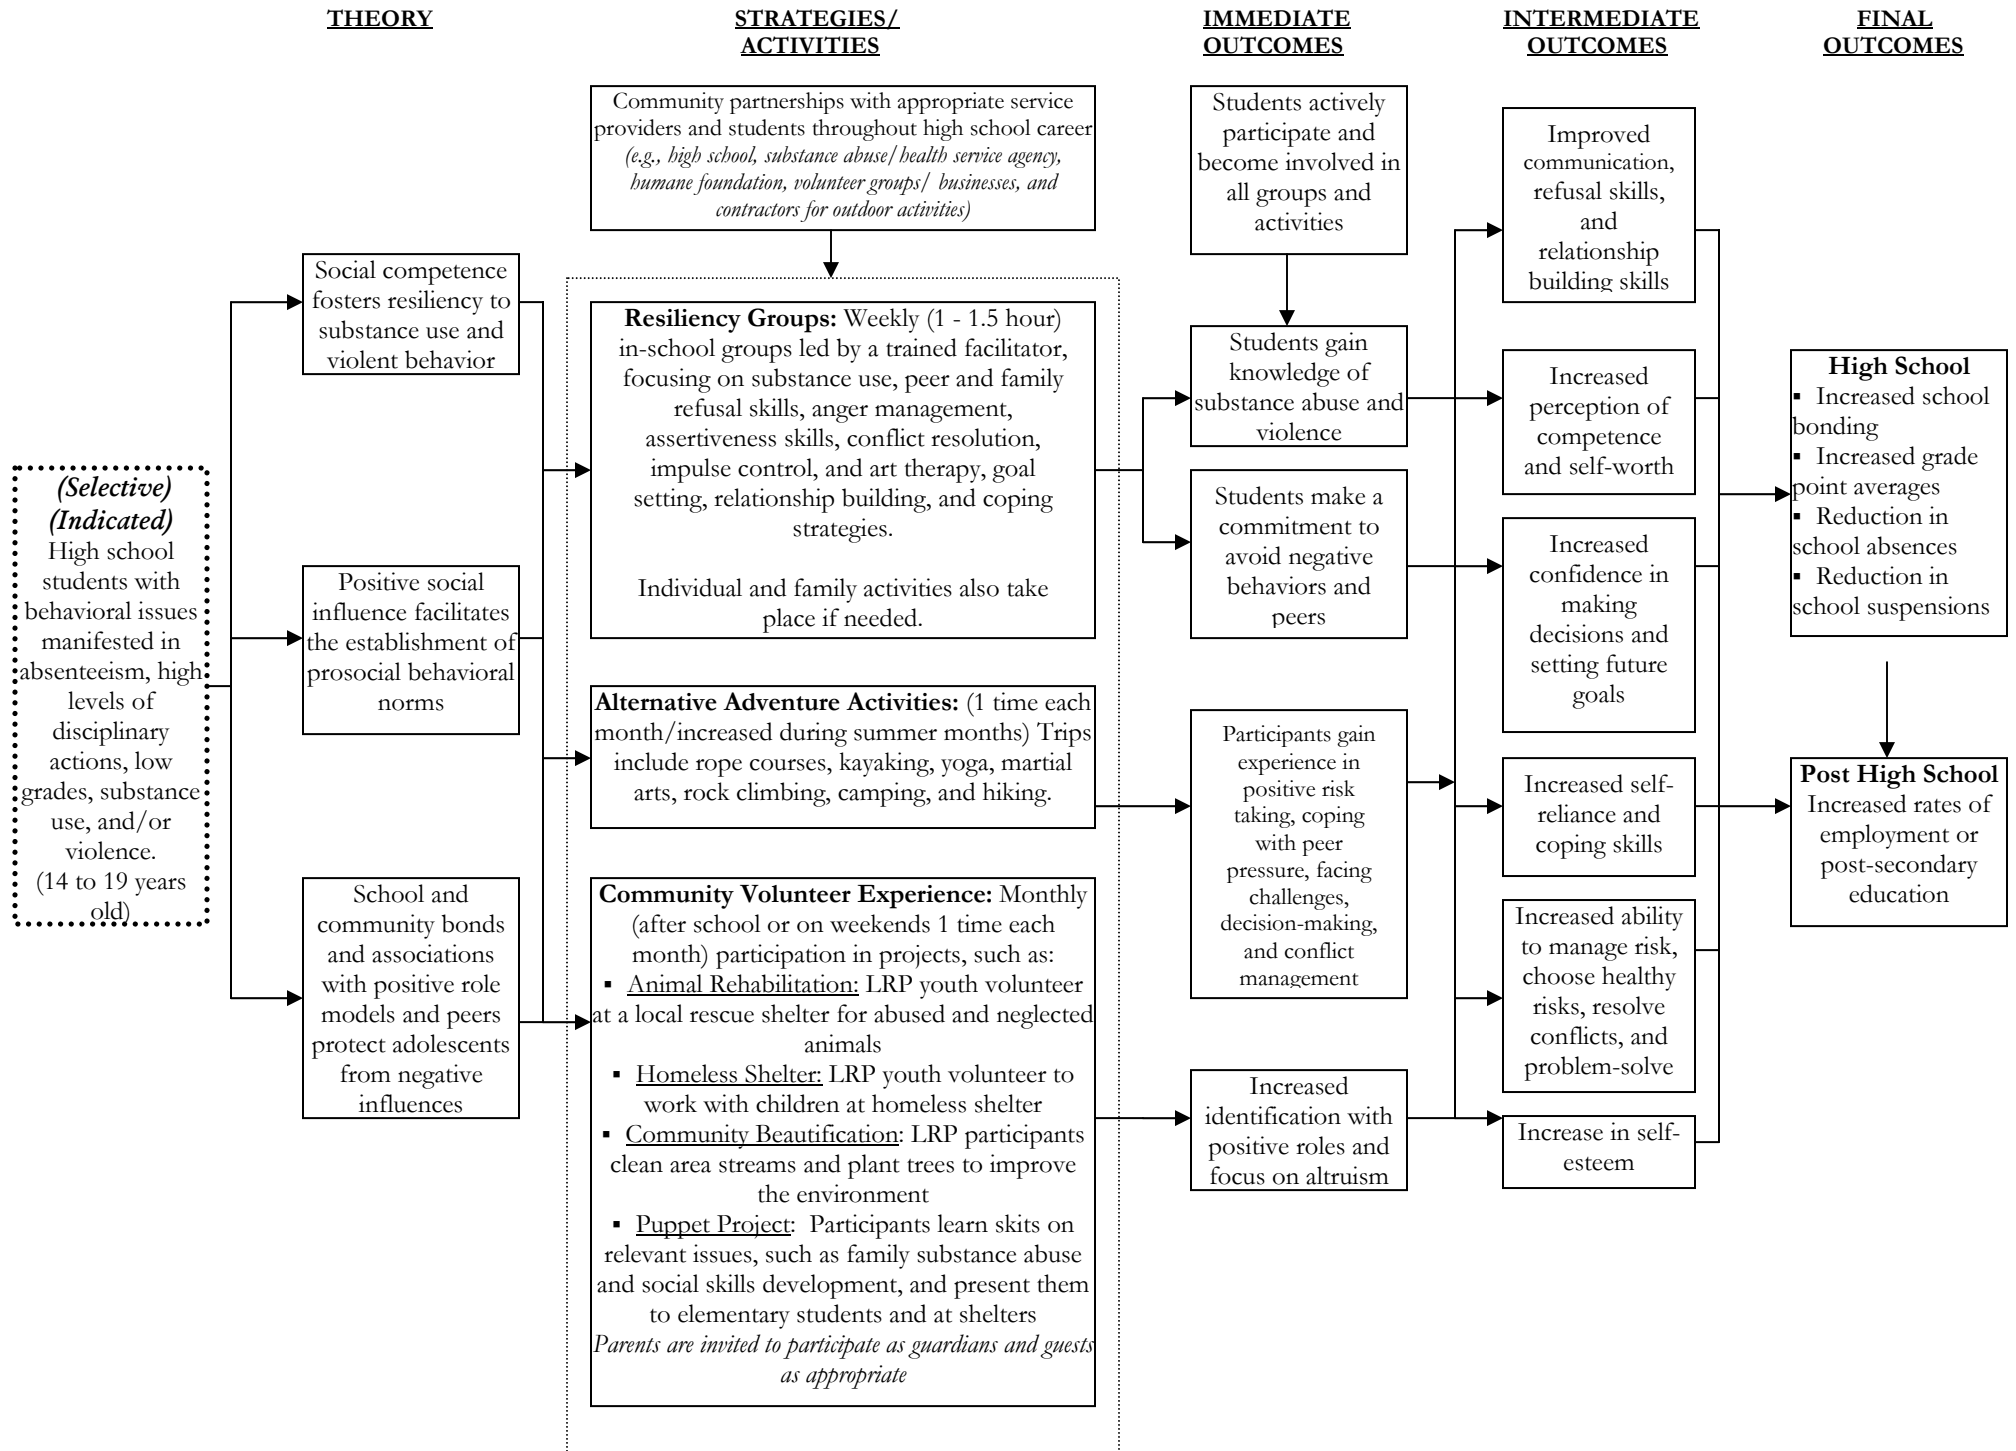 THEORY
STRATEGIES/
ACTIVITIES
IMMEDIATE
OUTCOMES
INTERMEDIATE
OUTCOMES
FINAL
OUTCOMES
(Selective)
(Indicated)
High school
students with
behavioral issues
manifested in
absenteeism, high
levels of
disciplinary
actions, low
grades, substance
use, and/or
violence.
(14 to 19 years
old)
Social competence
fosters resiliency to
substance use and
violent behavior
Positive social
influence facilitates
the establishment of
prosocial behavioral
norms
School and
community bonds
and associations
with positive role
models and peers
protect adolescents
from negative
influences
Community partnerships with appropriate service
providers and students throughout high school career
(e.g., high school, substance abuse/health service agency,
humane foundation, volunteer groups/ businesses, and
contractors for outdoor activities)
Resiliency Groups: Weekly (1 - 1.5 hour)
in-school groups led by a trained facilitator,
focusing on substance use, peer and family
refusal skills, anger management,
assertiveness skills, conflict resolution,
impulse control, and art therapy, goal
setting, relationship building, and coping
strategies.
Individual and family activities also take
place if needed.
Alternative Adventure Activities: (1 time each
month/increased during summer months) Trips
include rope courses, kayaking, yoga, martial
arts, rock climbing, camping, and hiking.
Community Volunteer Experience: Monthly
(after school or on weekends 1 time each
month) participation in projects, such as:
▪ Animal Rehabilitation: LRP youth volunteer
at a local rescue shelter for abused and neglected
animals
▪ Homeless Shelter: LRP youth volunteer to
work with children at homeless shelter
▪ Community Beautification: LRP participants
clean area streams and plant trees to improve
the environment
▪ Puppet Project: Participants learn skits on
relevant issues, such as family substance abuse
and social skills development, and present them
to elementary students and at shelters
Parents are invited to participate as guardians and guests
as appropriate
Students actively
participate and
become involved in
all groups and
activities
Students gain
knowledge of
substance abuse and
violence
Students make a
commitment to
avoid negative
behaviors and
peers
Participants gain
experience in
positive risk
taking, coping
with peer
pressure, facing
challenges,
decision-making,
and conflict
management
Increased
identification with
positive roles and
focus on altruism
Improved
communication,
refusal skills,
and
relationship
building skills
Increased
perception of
competence
and self-worth
Increased
confidence in
making
decisions and
setting future
goals
Increased self-
reliance and
coping skills
Increased ability
to manage risk,
choose healthy
risks, resolve
conflicts, and
problem-solve
Increase in self-
esteem
High School
▪ Increased school
bonding
▪ Increased grade
point averages
▪ Reduction in
school absences
▪ Reduction in
school suspensions
Post High School
Increased rates of
employment or
post-secondary
education